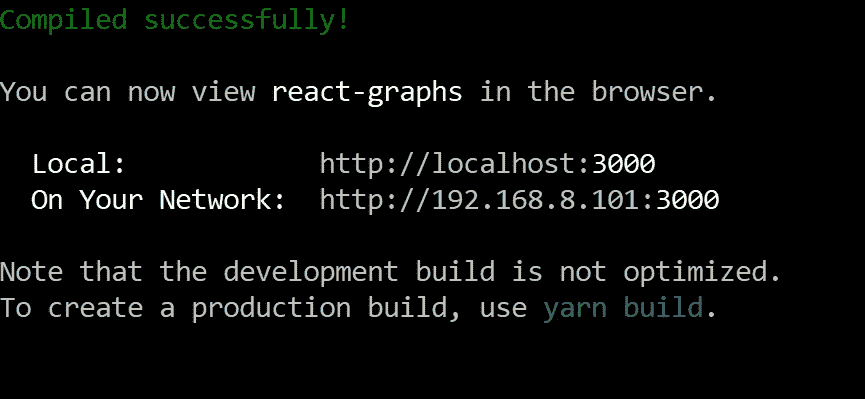 Compiled successfully!
You can now view react-graphs in the browser.
Local: http://localhost:3000
On Your Network: http://192.168.8.101:3000
Note that the development build is not optimized.
To create a production build, use yarn build.